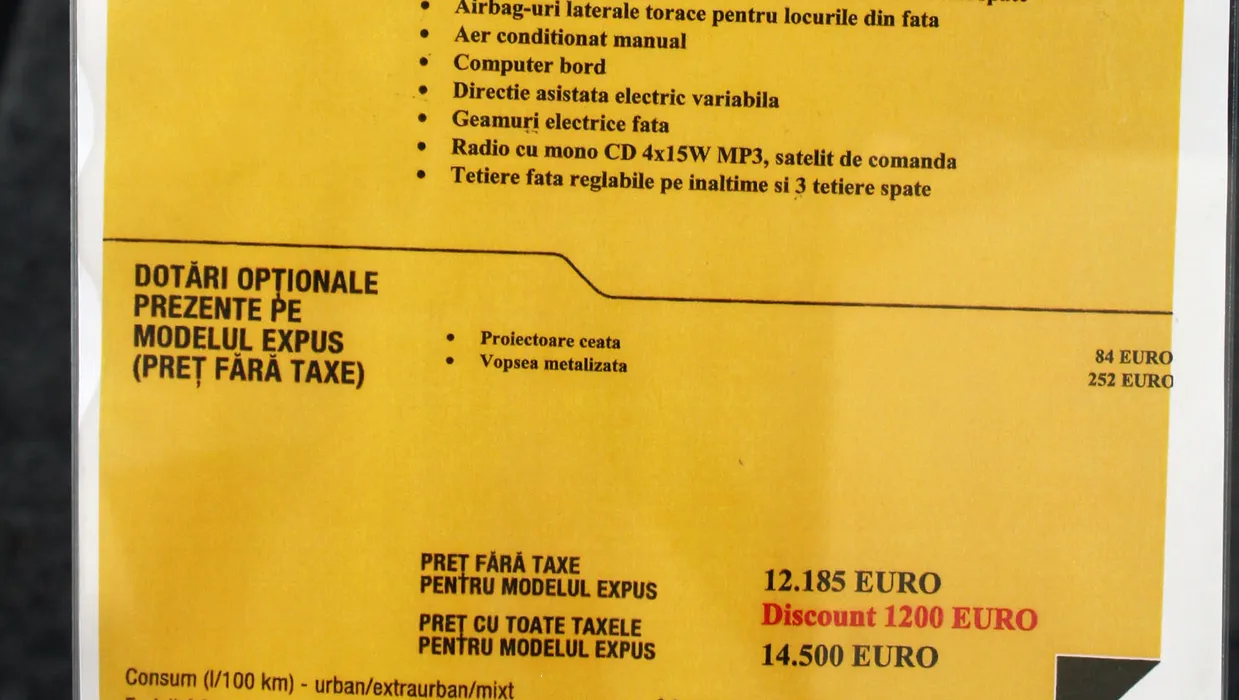 Airbag-uri laterale torace pentru locurile din fata
Aer conditionat manual
Computer bord
Directie asistata electric variabila
Geamuri electrice fata
Radio cu mono CD 4x15W MP3, satelit de comanda
Tetiere fata reglabile pe inaltime si 3 tetiere spate
DOTĂRI OPȚIONALE
PREZENTE PE
MODELUL EXPUS
(PREȚ FĂRĂ TAXE)
Proiectoare ceata 84 EURO
Vopsea metalizata 252 EURO
PREȚ FĂRĂ TAXE
PENTRU MODELUL EXPUS 12.185 EURO
Discount 1200 EURO
PREȚ CU TOATE TAXELE
PENTRU MODELUL EXPUS 14.500 EURO
Consum (l/100 km) - urban/extraurban/mixt